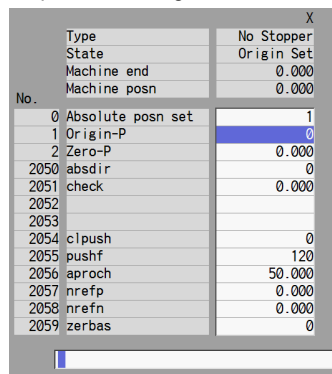 X
Type No Stopper
State Origin Set
Machine end 0.000
Machine posn 0.000
No.
0 Absolute posn set 1
1 Origin-P 0
2 Zero-P 0.000
2050 absdir 0
2051 check 0.000
2052
2053
2054 clpush 0
2055 pushf 120
2056 aproch 50.000
2057 nrefp 0.000
2058 nrefn 0.000
2059 zerbas 0